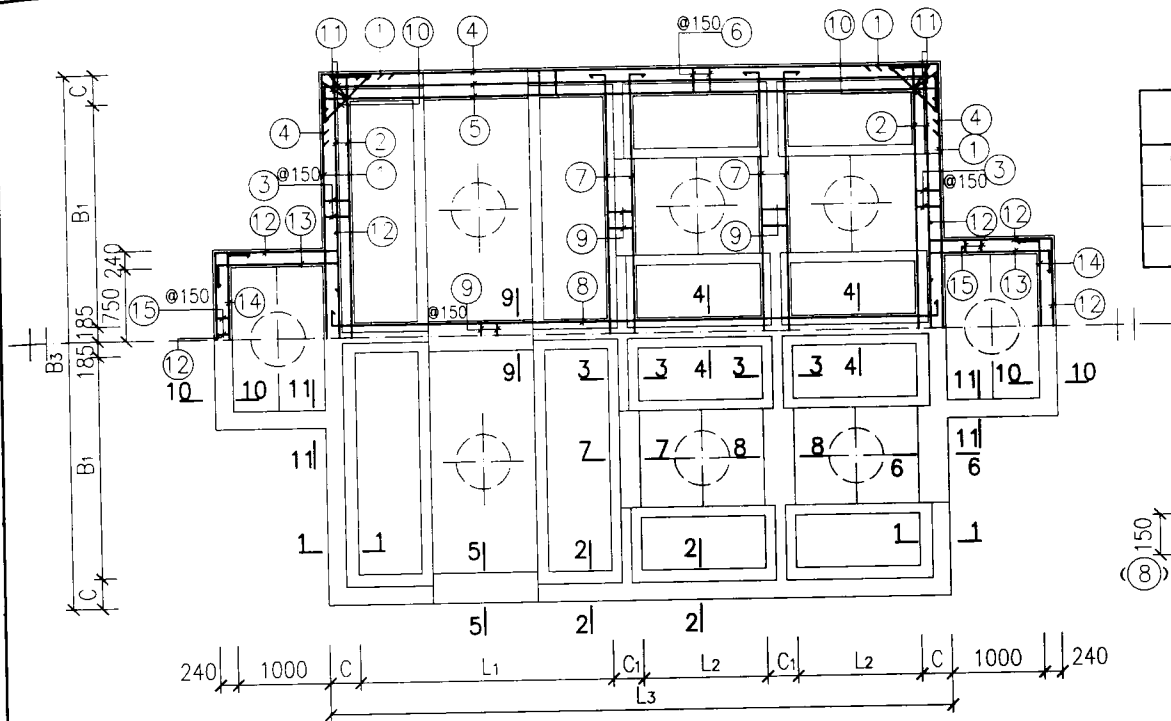 11 1 4 10 @150 6 10 1 11
C
4 5 2 4
2 1
3 @150 1 7 7 3 @150
B1 12 13 12 9 9 12 12
240 14
@150 15 9 9 8 4 4 15 13 12
1750 @150
185
B3 185 12
10 10 11 9 3 3 4 3 3 4 11 10 10
11 7 7 8 8 6 11
6
B1
1 1 5 2 2 1 1
150
(8)
C
5 2 2
240 1000 C L1 C1 L2 C1 L2 C 1000 240
L3